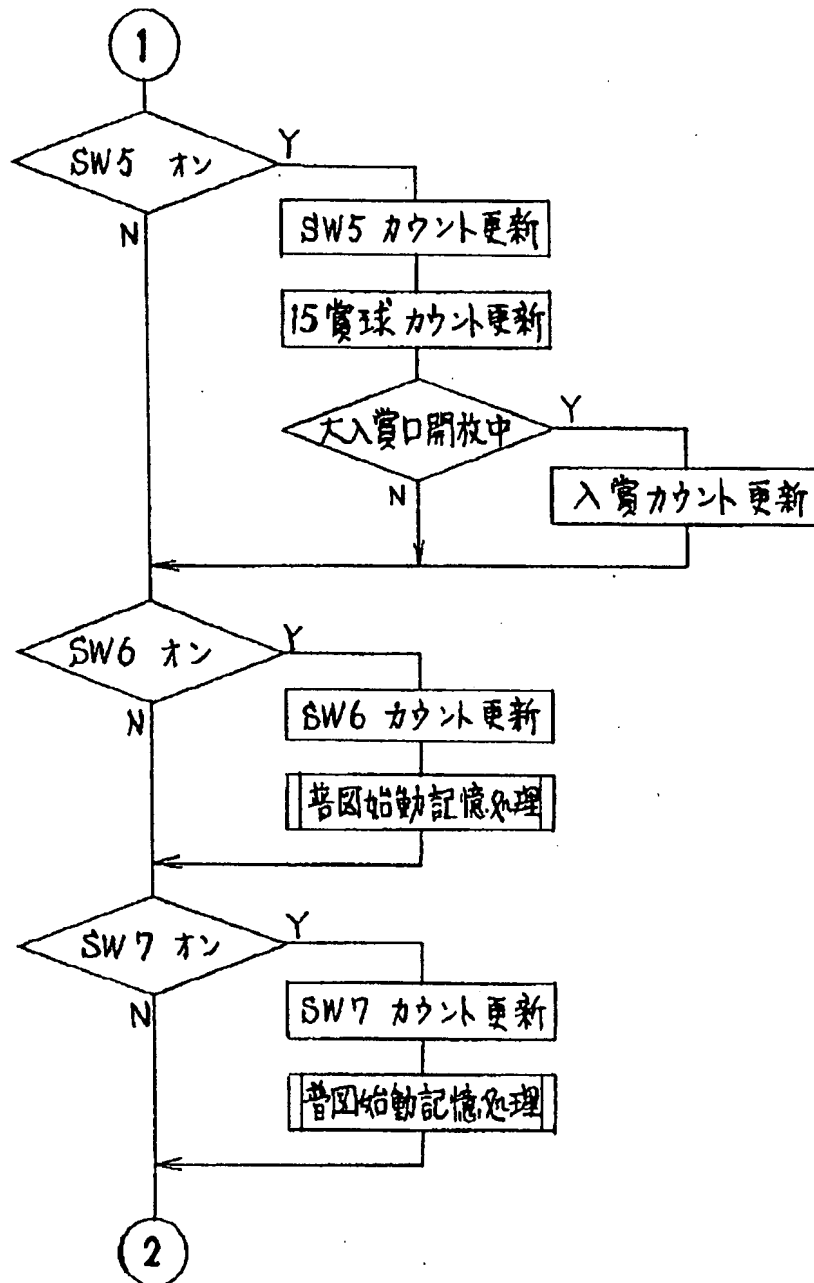 1
SW5 オン
Y
N
SW5 カウント更新
15賞球カウント更新
大入賞口開放中
Y
N
入賞カウント更新
SW6 オン
Y
N
SW6 カウント更新
普図始動記憶処理
SW7 オン
Y
N
SW7 カウント更新
普図始動記憶処理
2